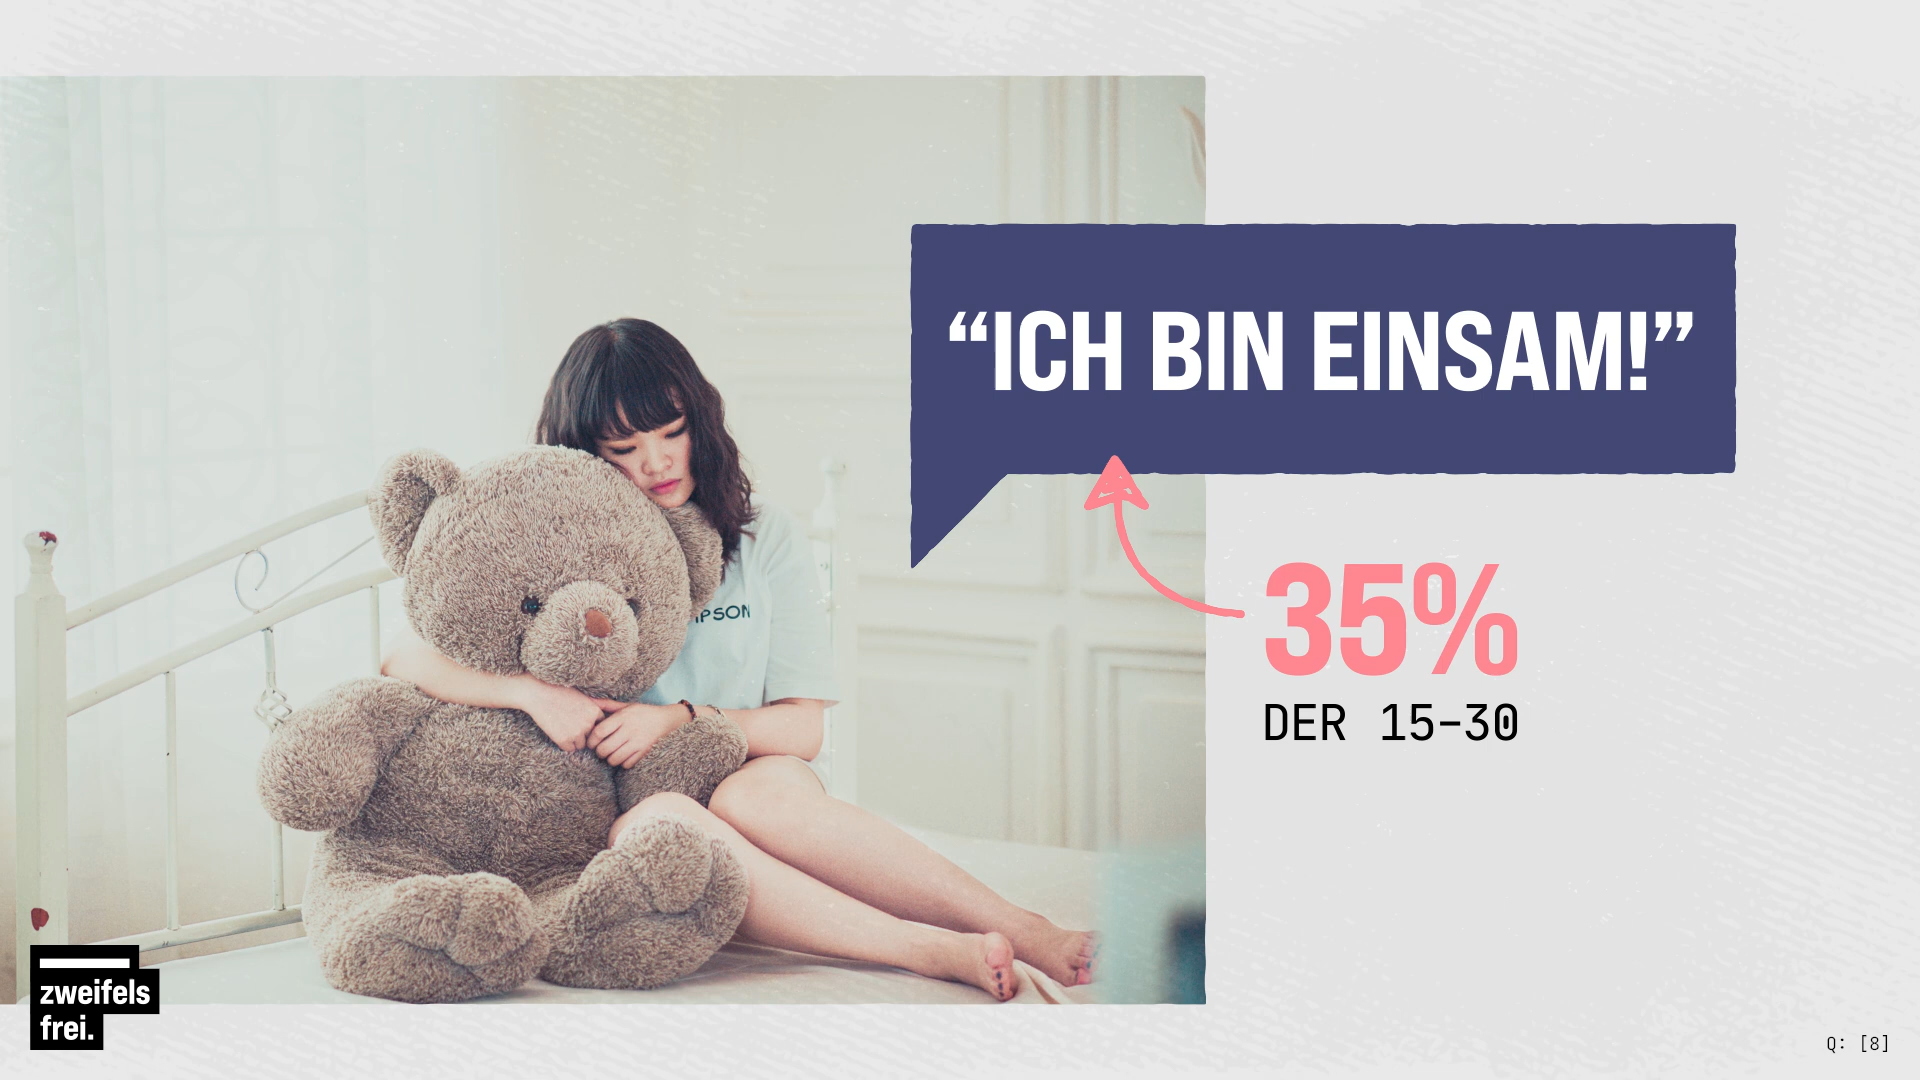 “ICH BIN EINSAM!”
35%
DER 15–30
zweifels
frei.
Q: [8]